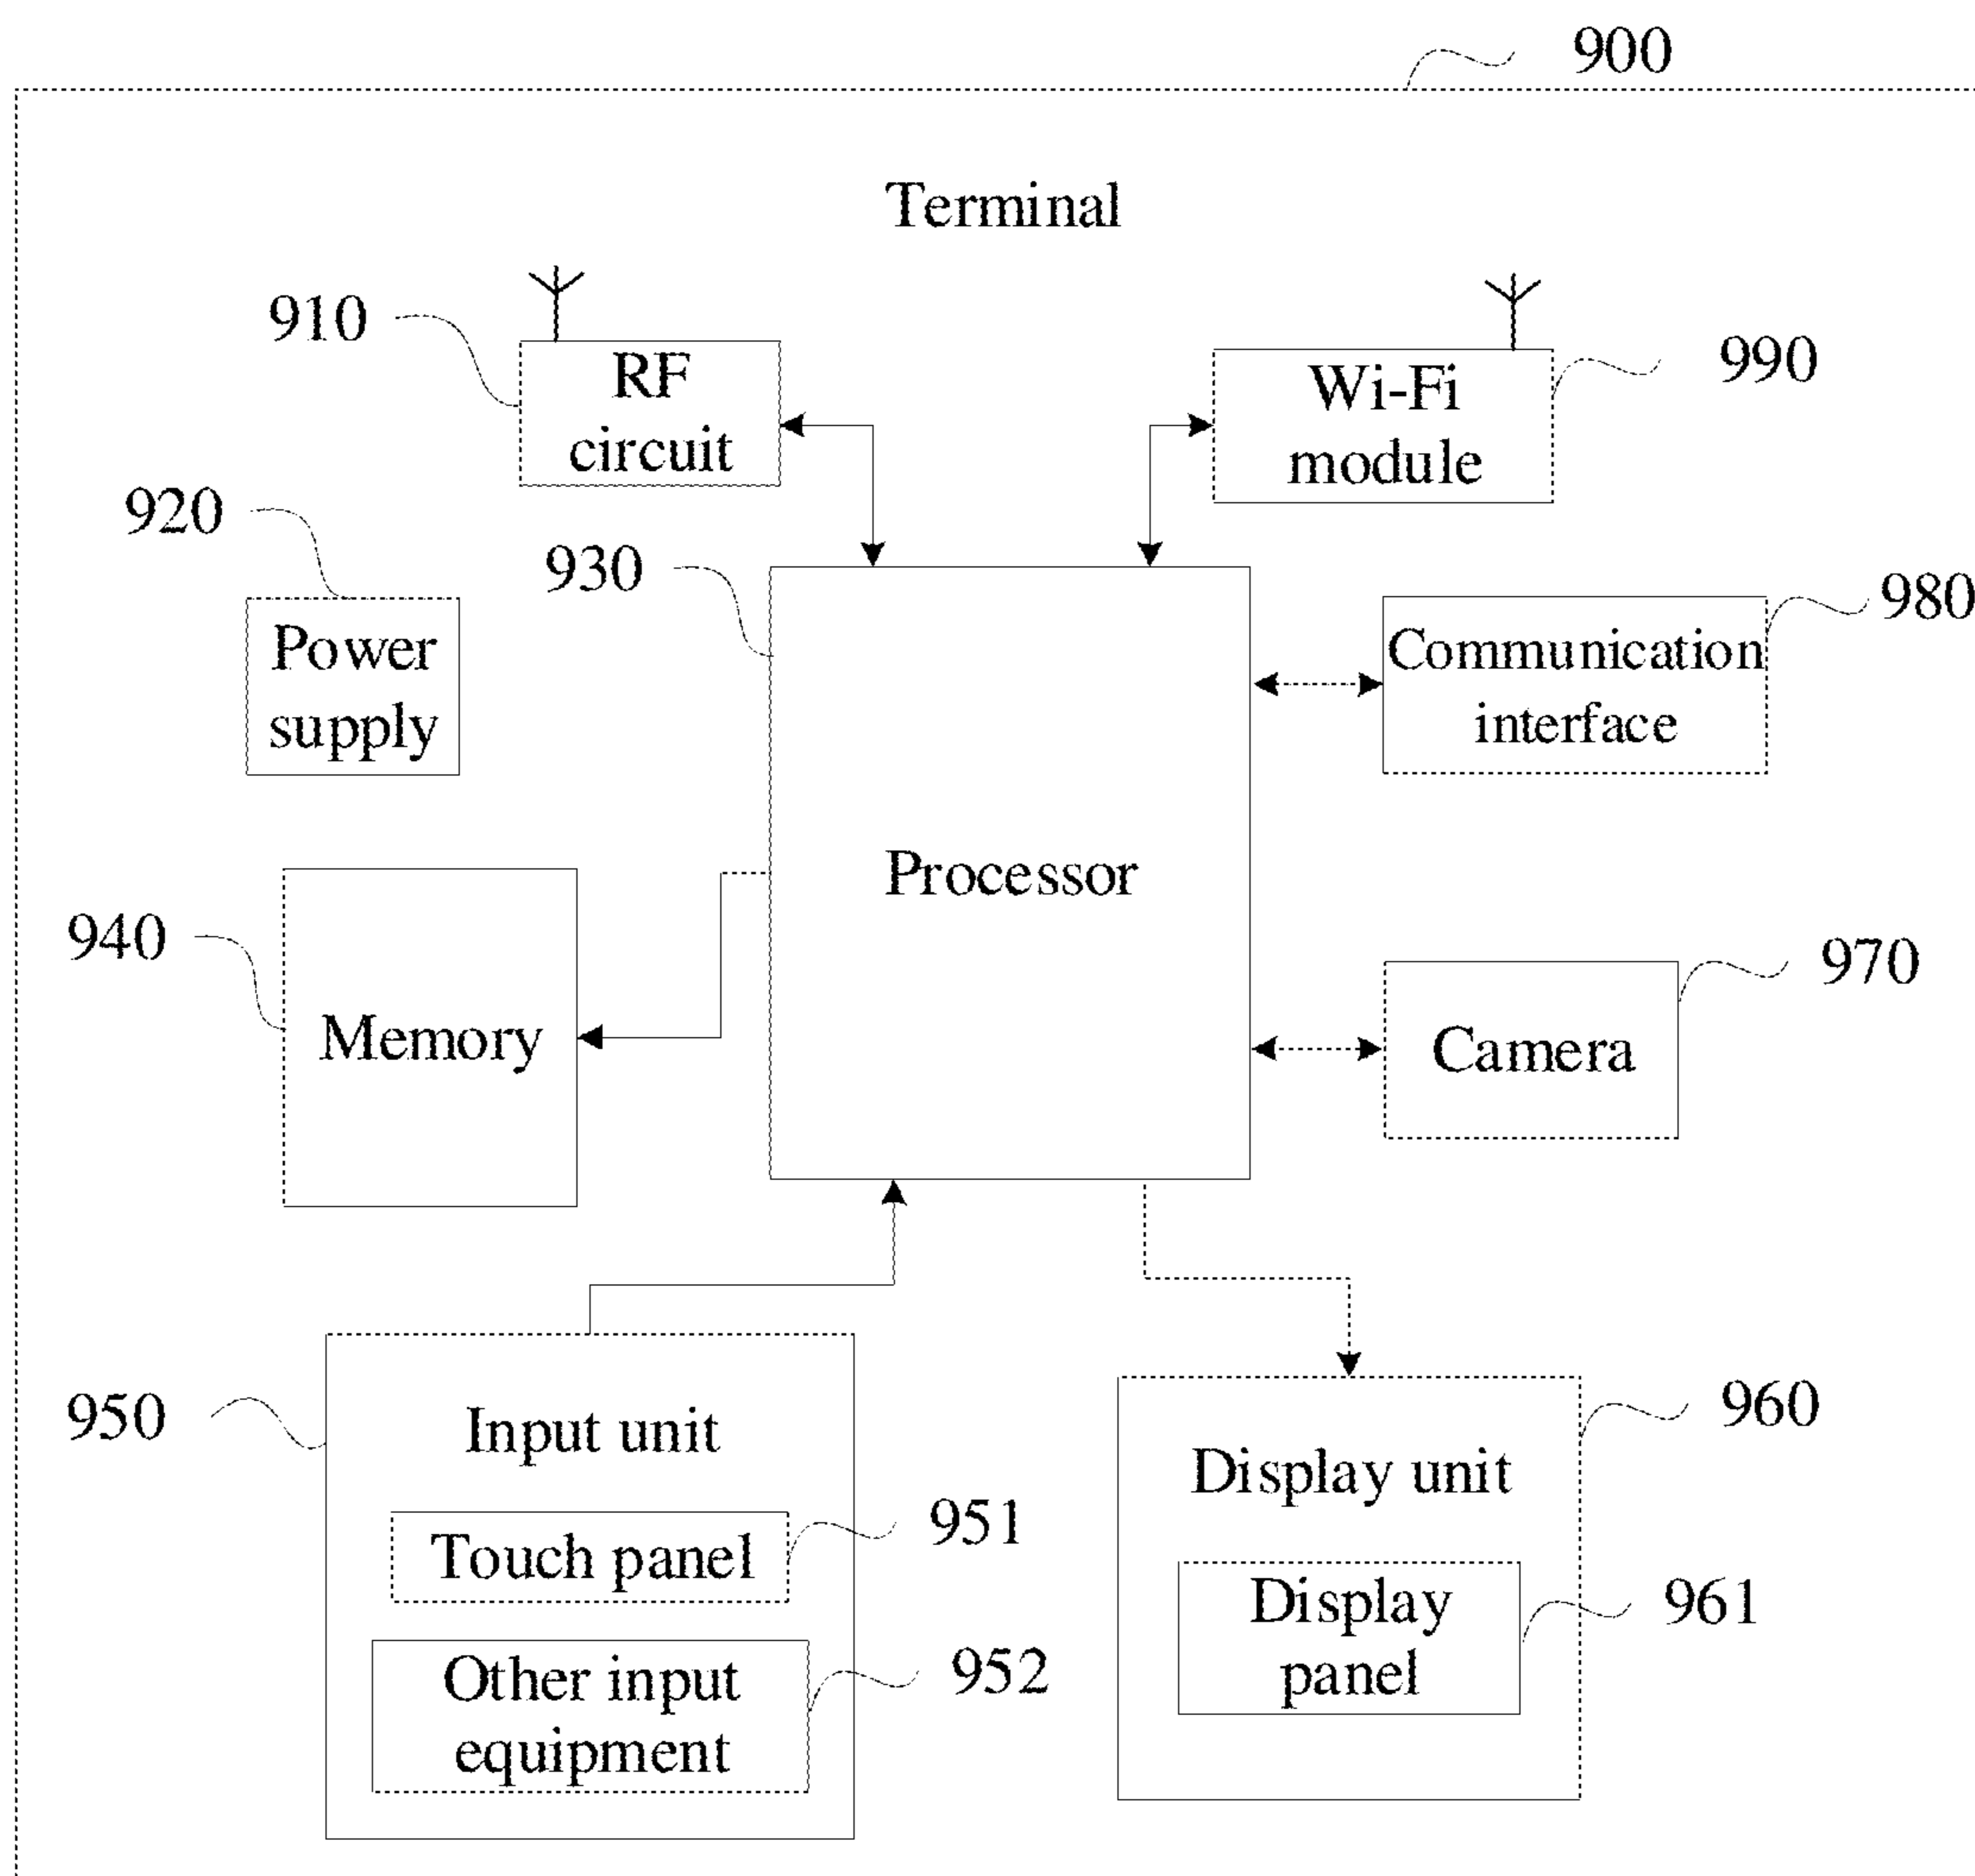 900
Terminal
910
RF
circuit
Wi-Fi
module
990
920
930
Power
supply
980
Communication
interface
Processor
940
Memory
970
Camera
950
Input unit
951
Touch panel
952
Other input
equipment
960
Display unit
961
Display
panel